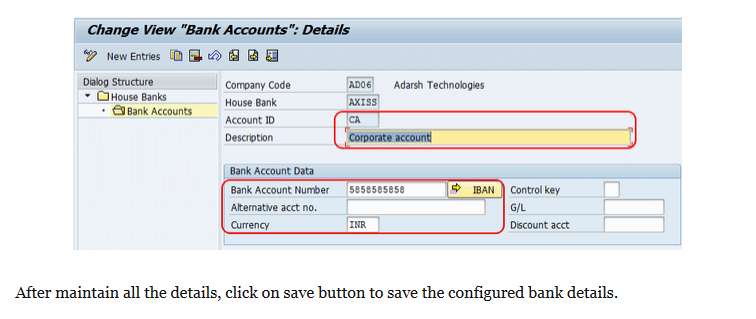 Change View "Bank Accounts": Details
New Entries
Dialog Structure
House Banks
Bank Accounts
Company Code AD06 Adarsh Technologies
House Bank AXISS
Account ID CA
Description Corporate account
Bank Account Data
Bank Account Number 5858585858 IBAN Control key
Alternative acct no. G/L
Currency INR Discount acct
After maintain all the details, click on save button to save the configured bank details.